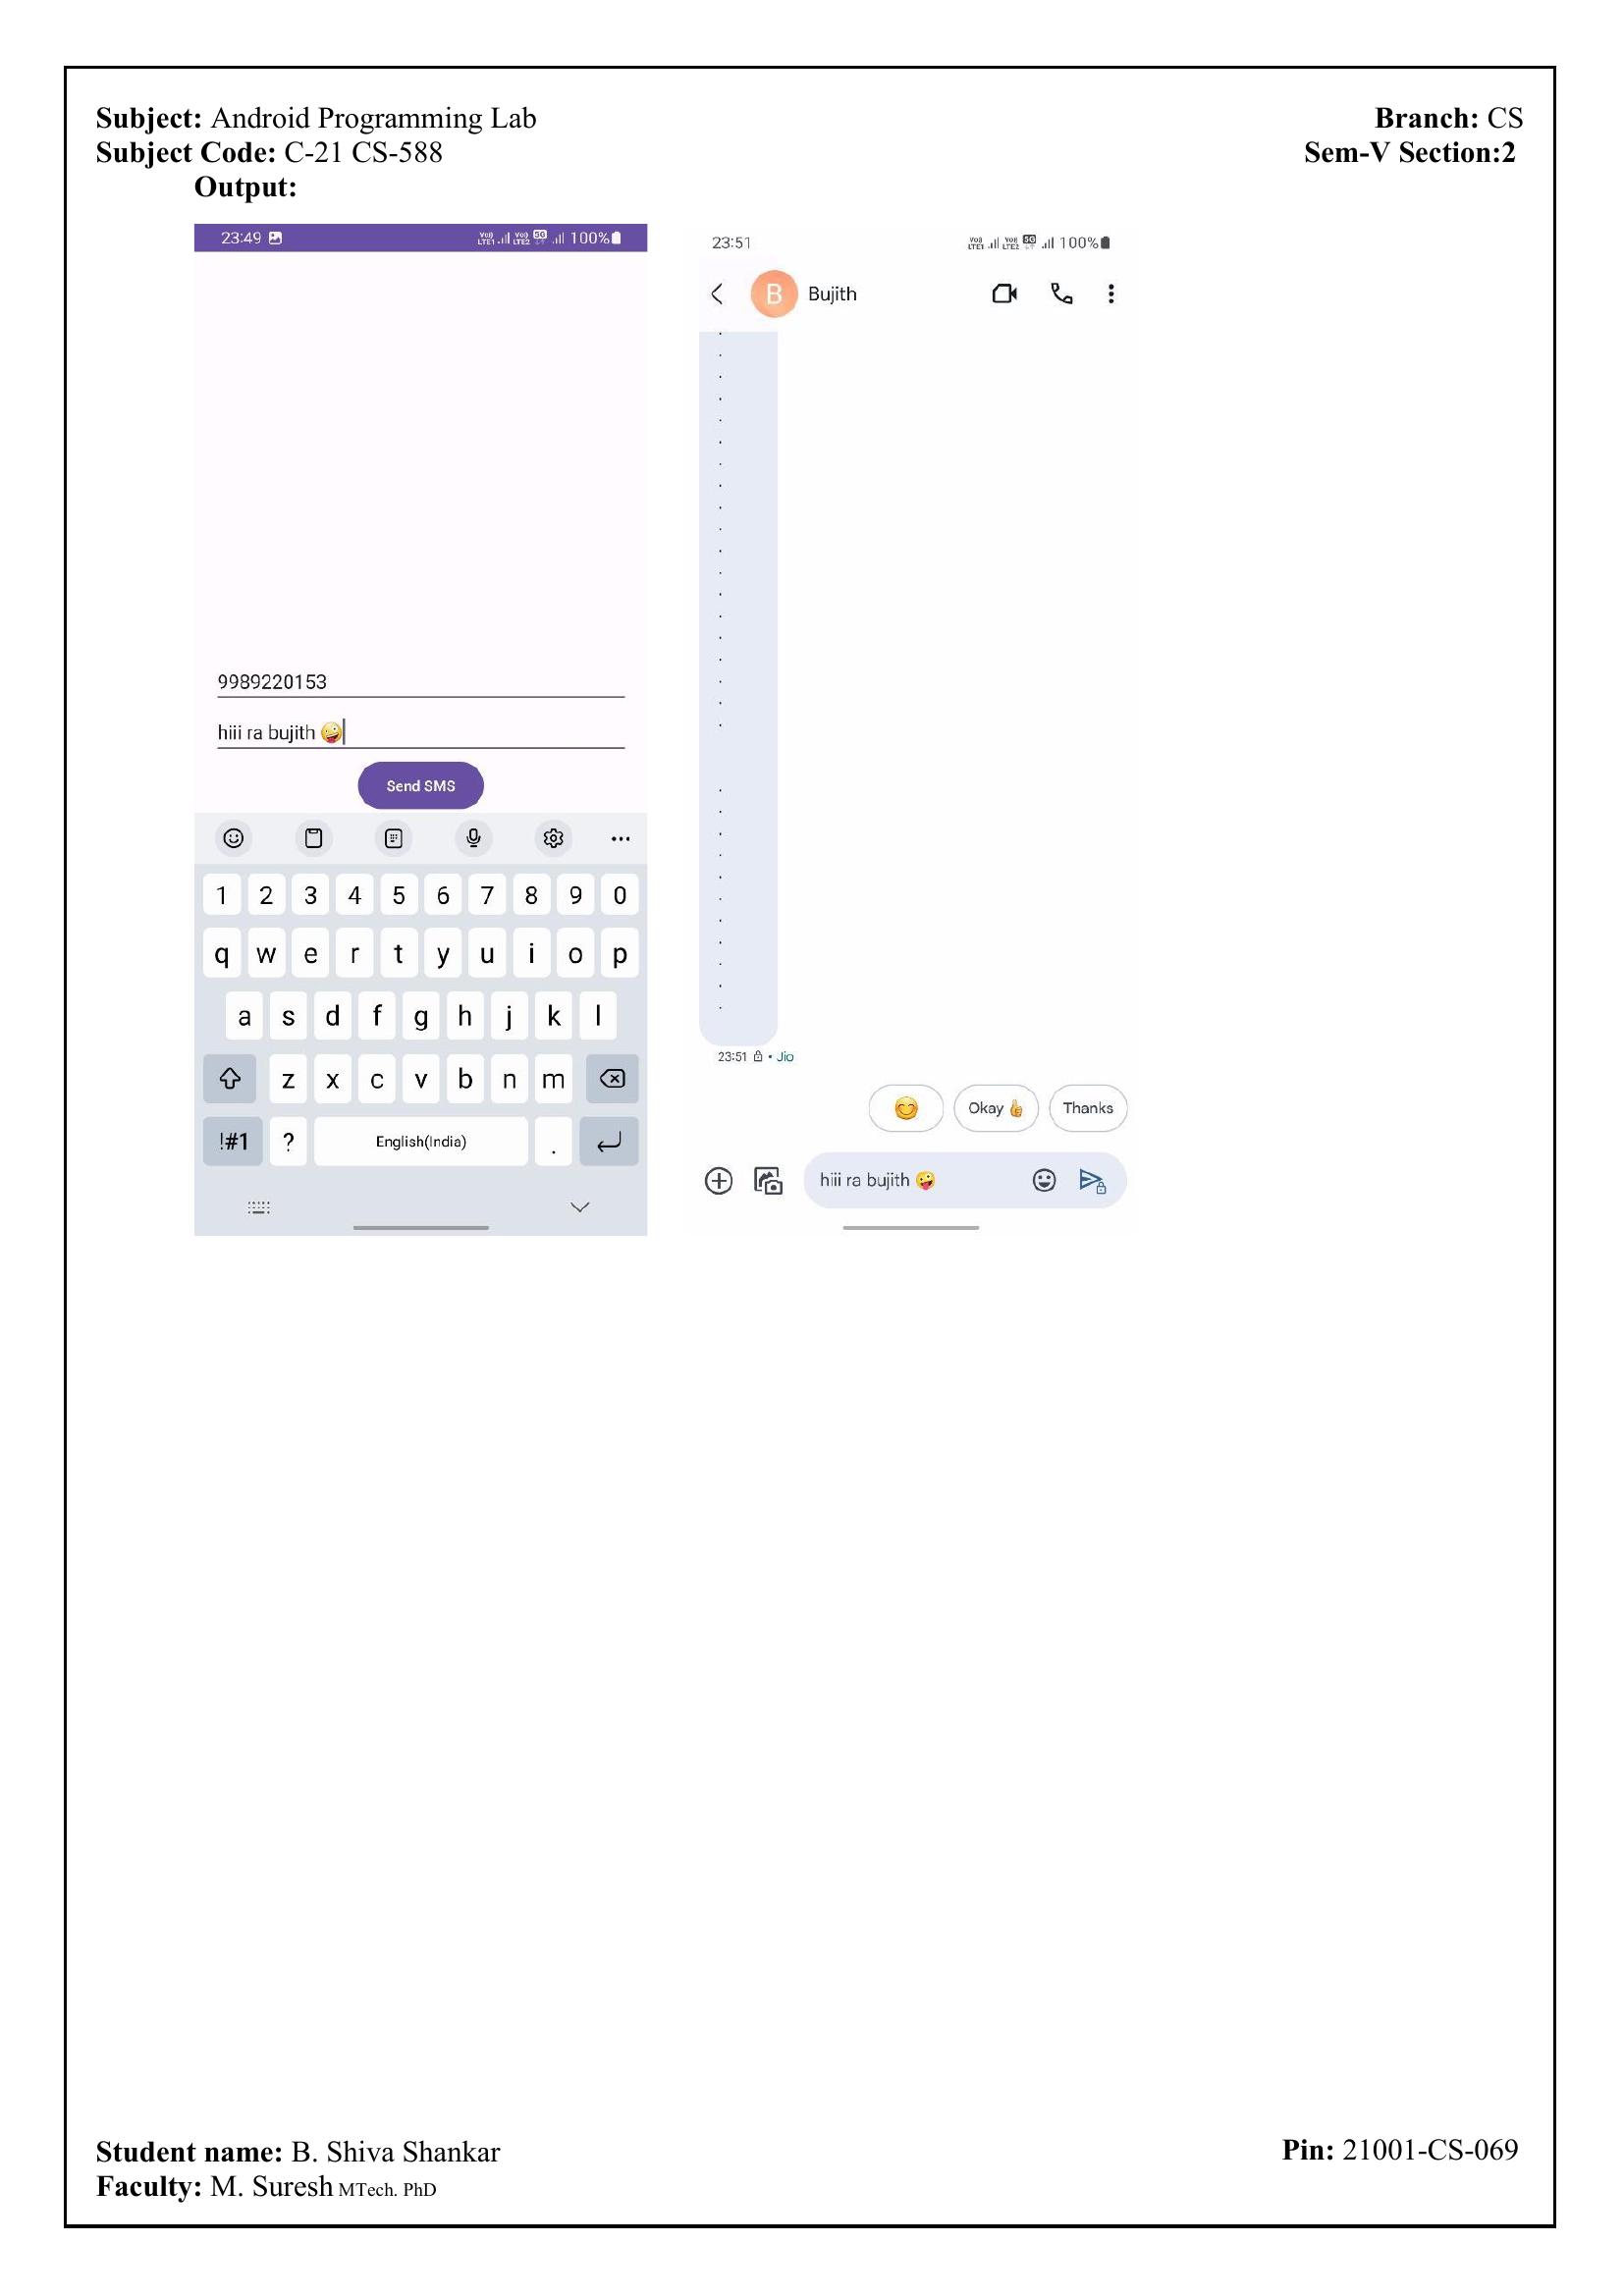 Subject: Android Programming Lab
Branch: CS
Subject Code: C-21 CS-588
Sem-V Section:2
Output:
23:49
100%
9989220153
hiii ra bujith 🤪
Send SMS
1 2 3 4 5 6 7 8 9 0
q w e r t y u i o p
a s d f g h j k l
z x c v b n m
!#1 ? English(India) .
23:51
100%
B Bujith
23:51 • Jio
😊 Okay 👍 Thanks
hiii ra bujith 🤪
Student name: B. Shiva Shankar
Pin: 21001-CS-069
Faculty: M. Suresh MTech. PhD